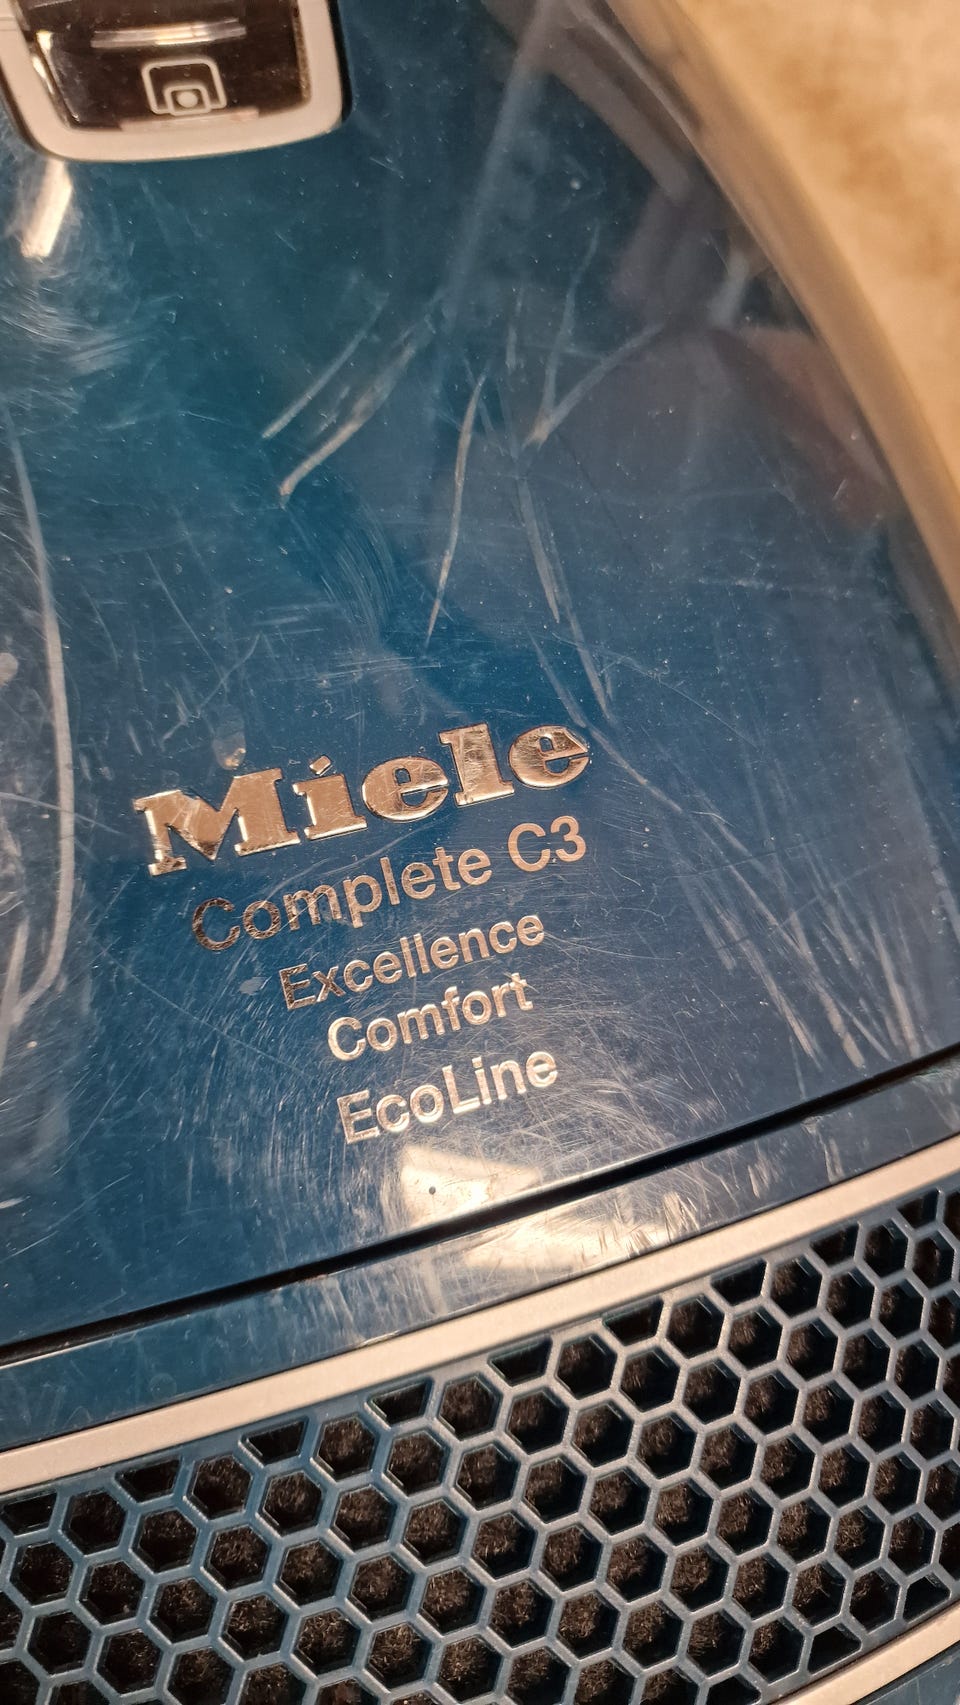 Miele
Complete C3
Excellence
Comfort
EcoLine